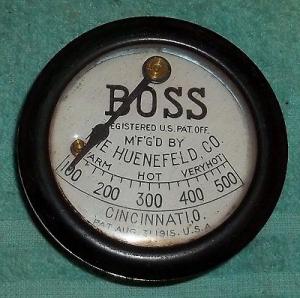 BOSS
REGISTERED U.S. PAT. OFF.
M'F'G'D BY
E HUENEFELD CO.
WARM HOT VERY HOT
100 200 300 400 500
CINCINNATI, O.
PAT. AUG. 31, 1915. U.S.A